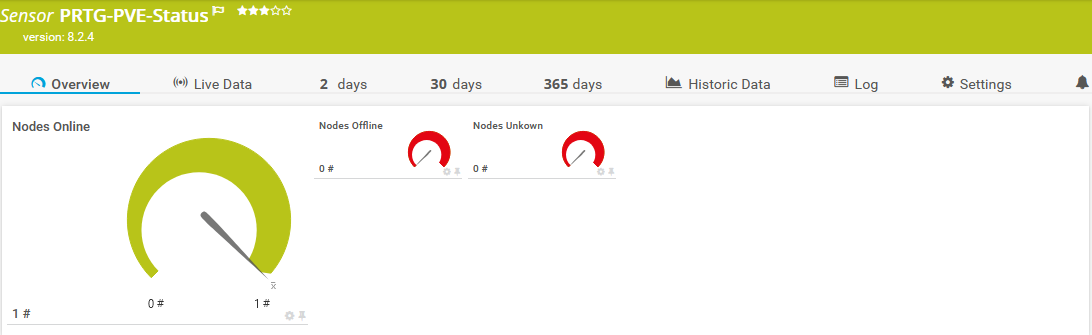 Sensor PRTG-PVE-Status
version: 8.2.4
Overview Live Data 2 days 30 days 365 days Historic Data Log Settings
Nodes Online
Nodes Offline
Nodes Unkown
0 #
0 #
0 # 1 #
x̄
1 #